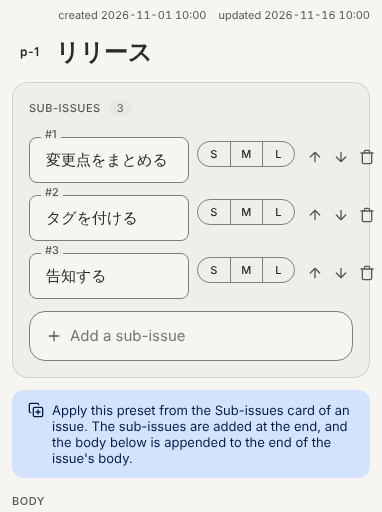 created 2026-11-01 10:00 updated 2026-11-16 10:00
p-1 リリース
SUB-ISSUES 3
#1
変更点をまとめる S M L
#2
タグを付ける S M L
#3
告知する S M L
+ Add a sub-issue
Apply this preset from the Sub-issues card of an
issue. The sub-issues are added at the end, and
the body below is appended to the end of the
issue's body.
BODY